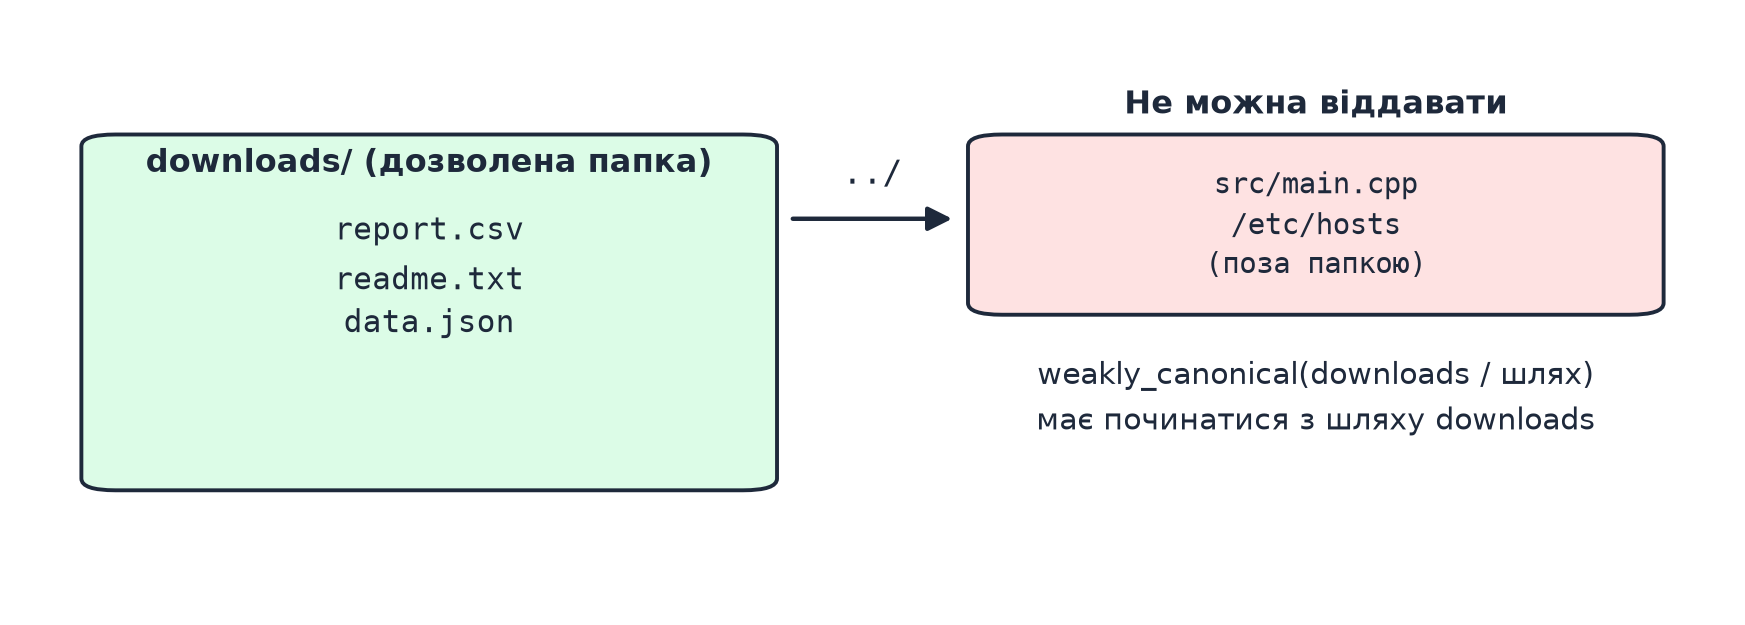 downloads/ (дозволена папка)
report.csv
readme.txt
data.json
../
Не можна віддавати
src/main.cpp
/etc/hosts
(поза папкою)
weakly_canonical(downloads / шлях)
має починатися з шляху downloads